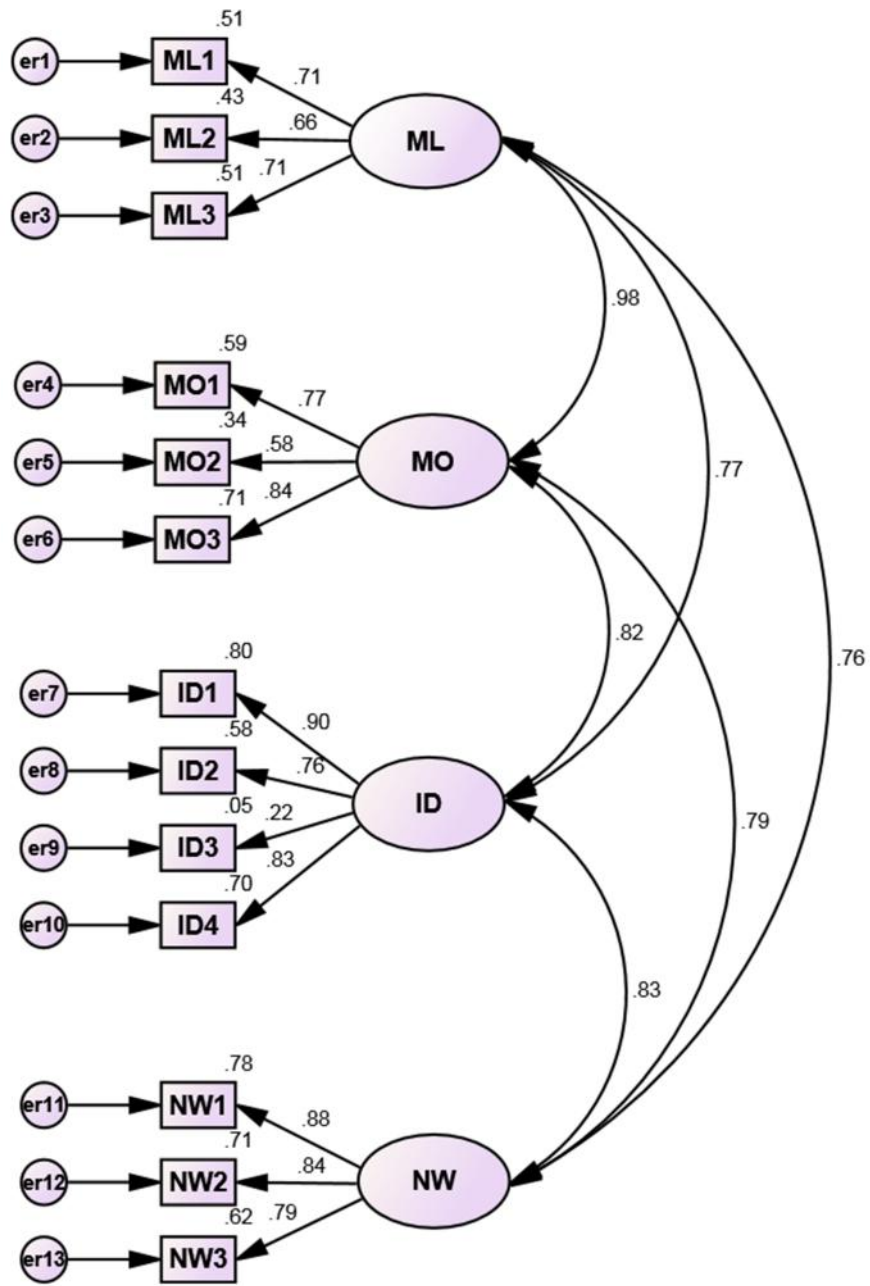 .51
er1 ML1 .71
.43
er2 ML2 .66 ML
.51 .71
er3 ML3
.98
.59
er4 MO1 .77
.34
er5 MO2 .58 MO .77
.71 .84
er6 MO3
.82
.80 .76
er7 ID1 .90
.58
er8 ID2 .76 ID
.05 .22 .79
er9 ID3 .83
.70
er10 ID4
.83
.78
er11 NW1 .88
.71
er12 NW2 .84 NW
.62 .79
er13 NW3